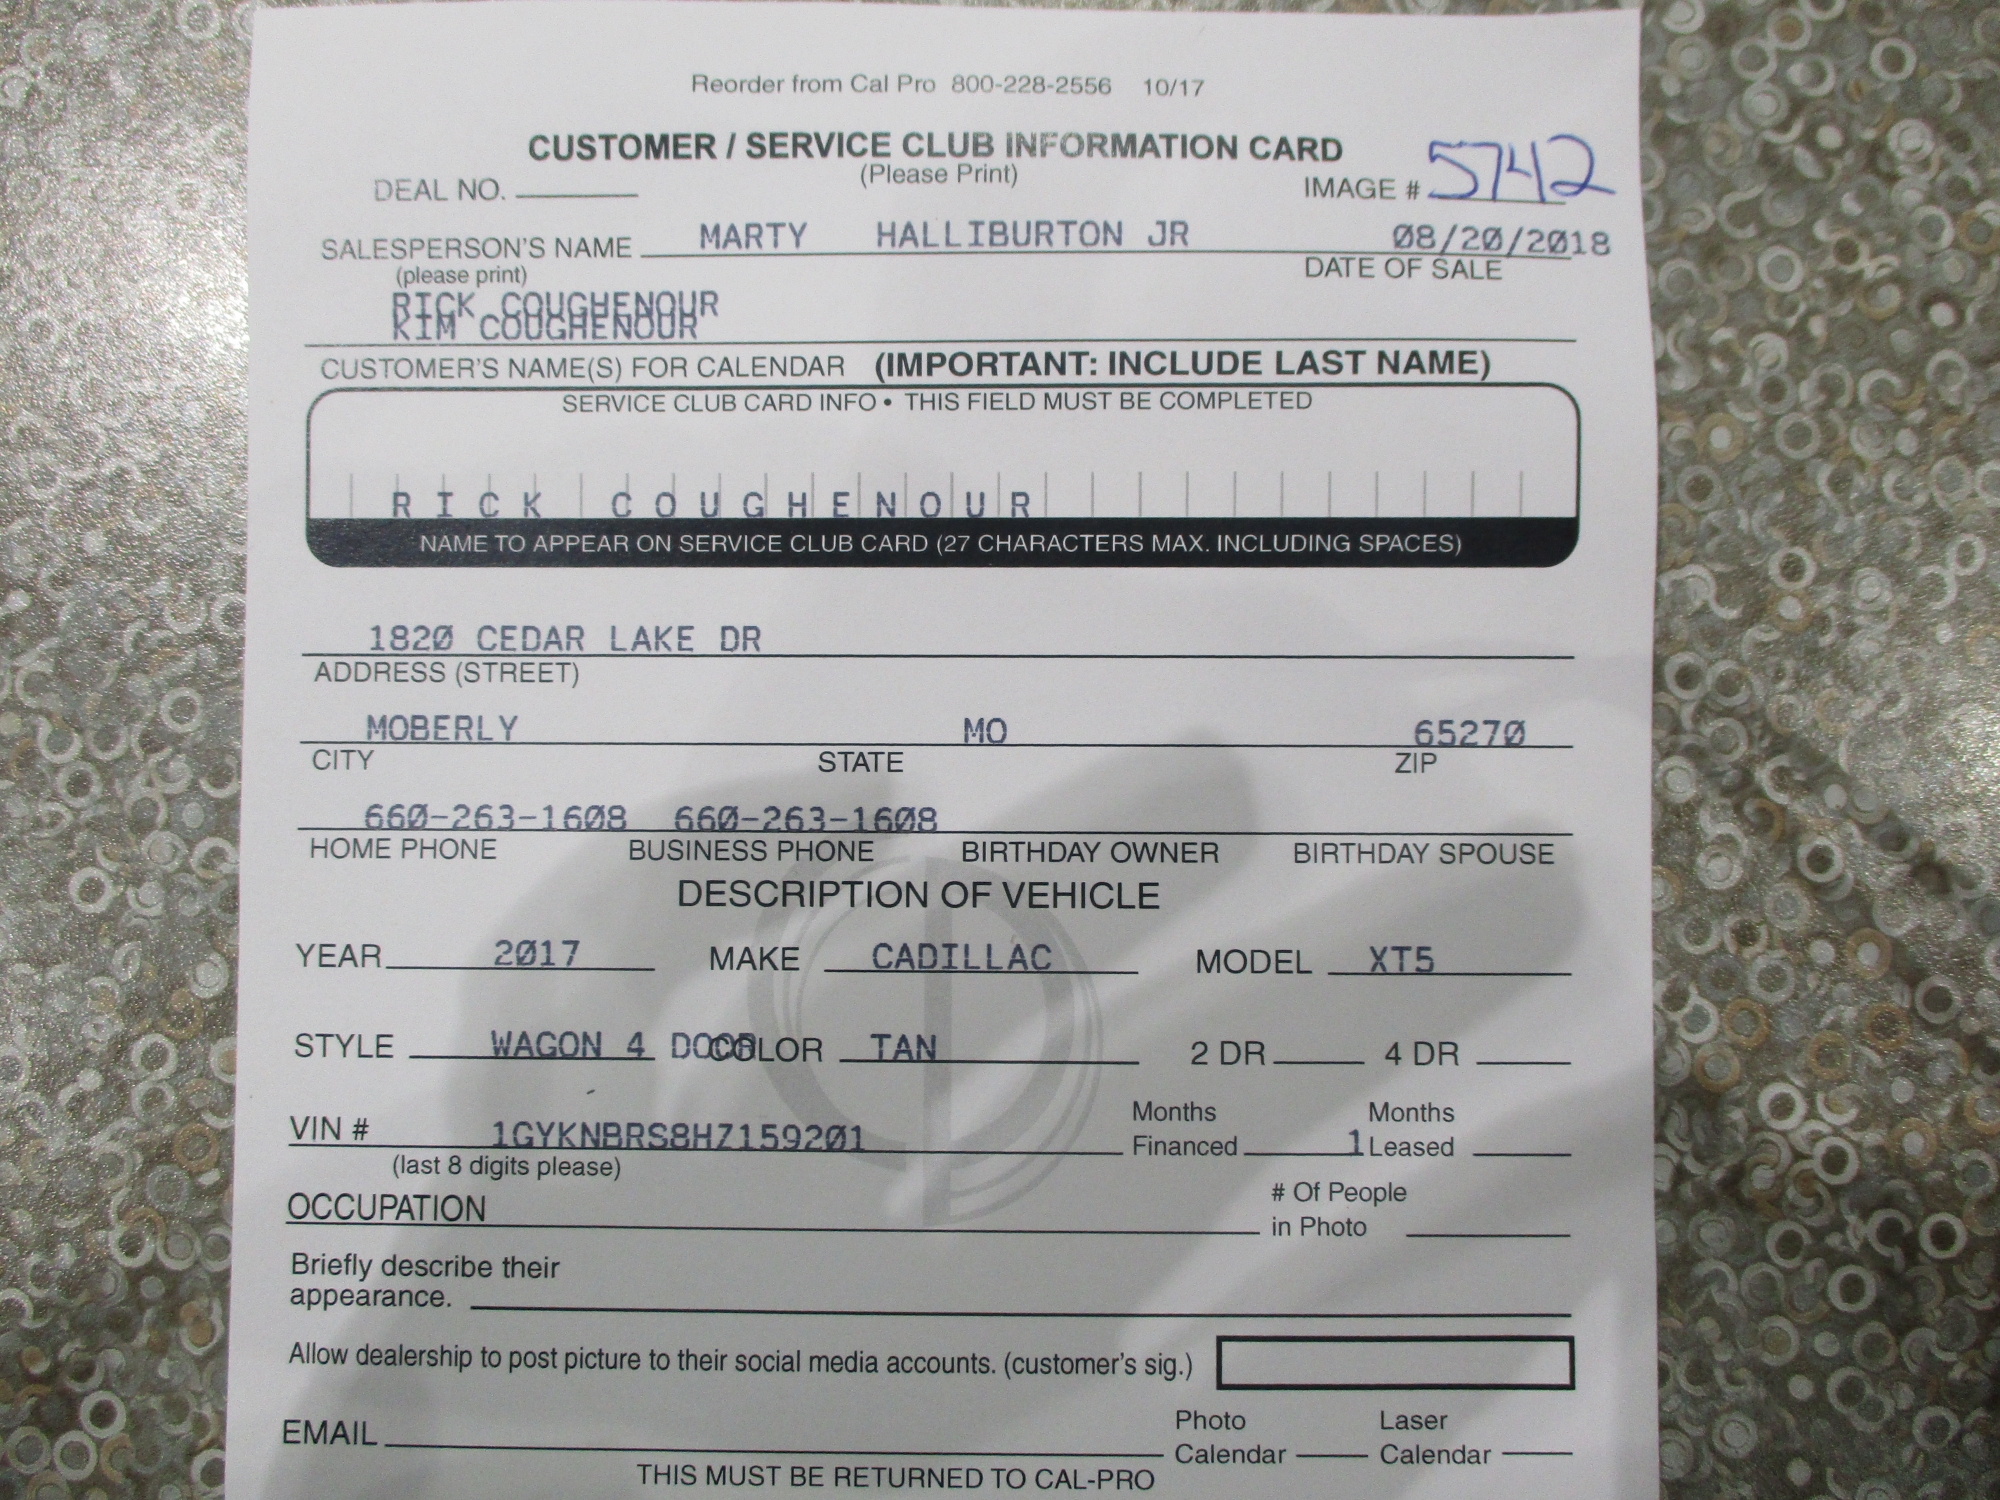 Reorder from Cal Pro 800-228-2556 10/17
CUSTOMER / SERVICE CLUB INFORMATION CARD
(Please Print)
DEAL NO. IMAGE # 5742
SALESPERSON'S NAME MARTY HALLIBURTON JR 08/20/2018
(please print) DATE OF SALE
RICK COUGHENOUR
KIM COUGHENOUR
CUSTOMER'S NAME(S) FOR CALENDAR (IMPORTANT: INCLUDE LAST NAME)
SERVICE CLUB CARD INFO • THIS FIELD MUST BE COMPLETED
RICK COUGHENOUR
NAME TO APPEAR ON SERVICE CLUB CARD (27 CHARACTERS MAX. INCLUDING SPACES)
1820 CEDAR LAKE DR
ADDRESS (STREET)
MOBERLY MO 65270
CITY STATE ZIP
660-263-1608 660-263-1608
HOME PHONE BUSINESS PHONE BIRTHDAY OWNER BIRTHDAY SPOUSE
DESCRIPTION OF VEHICLE
YEAR 2017 MAKE CADILLAC MODEL XT5
STYLE WAGON 4 DOOR COLOR TAN 2 DR 4 DR
VIN # 1GYKNBRS8HZ159201 Months Financed 1 Months Leased
(last 8 digits please)
OCCUPATION # Of People in Photo
Briefly describe their
appearance.
Allow dealership to post picture to their social media accounts. (customer's sig.)
EMAIL Photo Calendar Laser Calendar
THIS MUST BE RETURNED TO CAL-PRO